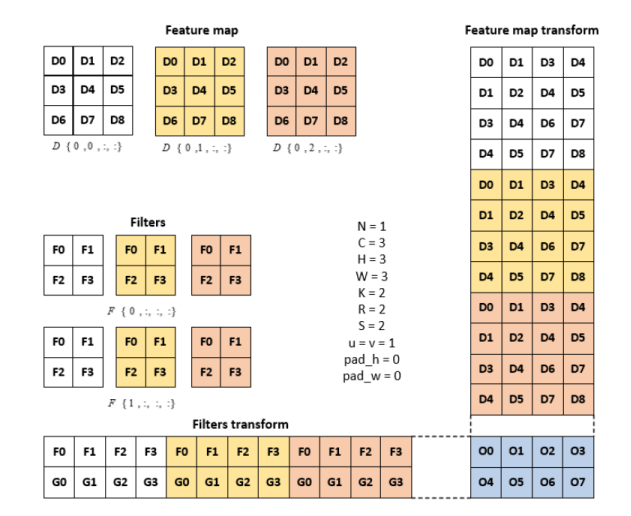 Feature map
D0 D1 D2 D0 D1 D2 D0 D1 D2
D3 D4 D5 D3 D4 D5 D3 D4 D5
D6 D7 D8 D6 D7 D8 D6 D7 D8
D {0 ,0 , :, :} D {0 ,1 , :, :} D {0 ,2 , :, :}
Filters
F0 F1 F0 F1 F0 F1
F2 F3 F2 F3 F2 F3
F {0 , :, :, :}
F0 F1 F0 F1 F0 F1
F2 F3 F2 F3 F2 F3
F {1 , :, :, :}
N = 1
C = 3
H = 3
W = 3
K = 2
R = 2
S = 2
u = v = 1
pad_h = 0
pad_w = 0
Feature map transform
D0 D1 D3 D4
D1 D2 D4 D5
D3 D4 D6 D7
D4 D5 D7 D8
D0 D1 D3 D4
D1 D2 D4 D5
D3 D4 D6 D7
D4 D5 D7 D8
D0 D1 D3 D4
D1 D2 D4 D5
D3 D4 D6 D7
D4 D5 D7 D8
Filters transform
F0 F1 F2 F3 F0 F1 F2 F3 F0 F1 F2 F3
G0 G1 G2 G3 G0 G1 G2 G3 G0 G1 G2 G3
O0 O1 O2 O3
O4 O5 O6 O7